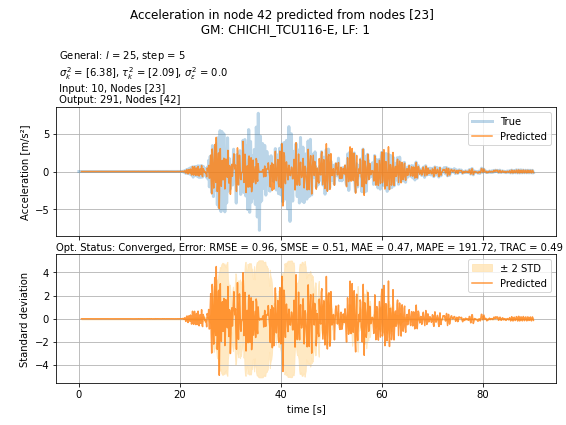 Acceleration in node 42 predicted from nodes [23]
GM: CHICHI_TCU116-E, LF: 1
General: l = 25, step = 5
σ²ₖ = [6.38], τ²ₖ = [2.09], σ²ε = 0.0
Input: 10, Nodes [23]
Output: 291, Nodes [42]
Acceleration [m/s²]
5
0
−5
True
Predicted
Opt. Status: Converged, Error: RMSE = 0.96, SMSE = 0.51, MAE = 0.47, MAPE = 191.72, TRAC = 0.49
Standard deviation
4
2
0
−2
−4
± 2 STD
Predicted
0 20 40 60 80
time [s]